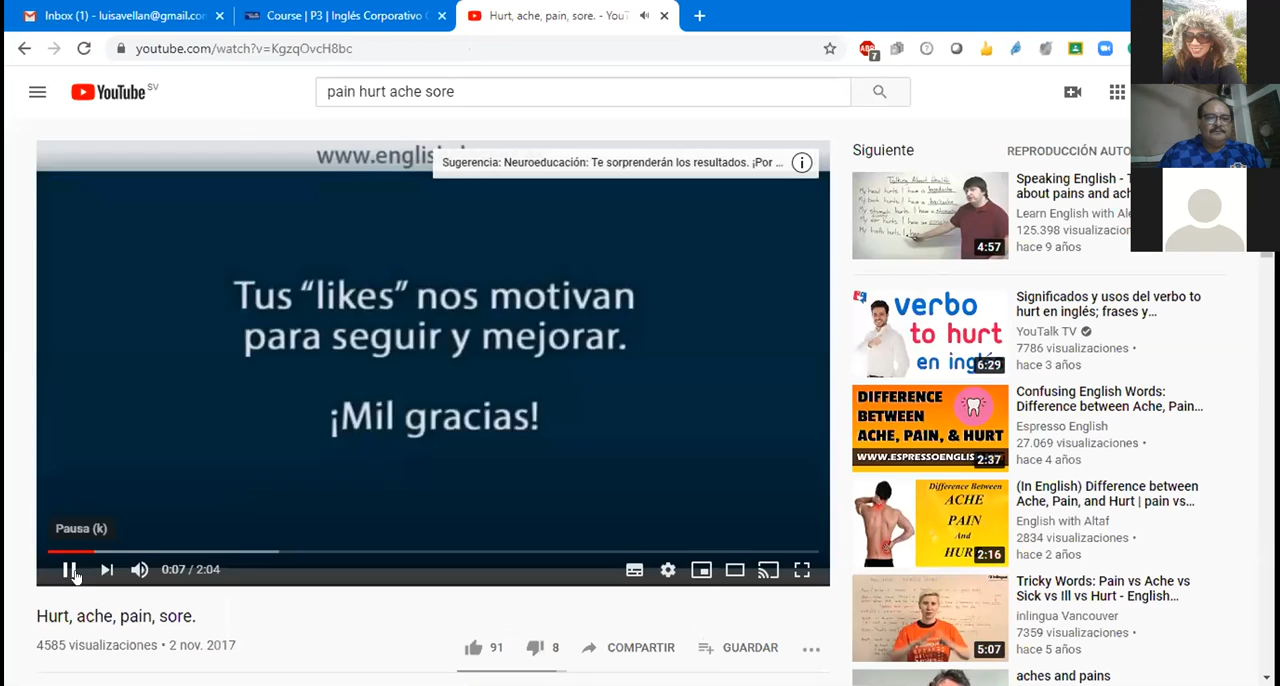 Inbox (1) - luisavellan@gmail.co
Course | P3 | Inglés Corporativo
Hurt, ache, pain, sore. - YouT
youtube.com/watch?v=KgzqOvcH8bc
7
YouTube SV
pain hurt ache sore
www.englis
Sugerencia: Neuroeducación: Te sorprenderán los resultados. ¡Por ...
Tus “likes” nos motivan
para seguir y mejorar.
¡Mil gracias!
Pausa (k)
0:07 / 2:04
Hurt, ache, pain, sore.
4585 visualizaciones • 2 nov. 2017
91
8
COMPARTIR
GUARDAR
Siguiente
REPRODUCCIÓN AUTO
Talking About Health
4:57
Speaking English -
about pains and ach
Learn English with Ale
125.398 visualizacio
hace 9 años
verbo
to hurt
en inglés
6:29
Significados y usos del verbo to
hurt en inglés; frases y...
YouTalk TV
7786 visualizaciones •
hace 3 años
DIFFERENCE
BETWEEN
ACHE, PAIN, & HURT
WWW.ESPRESSOENGLIS
2:37
Confusing English Words:
Difference between Ache, Pain...
Espresso English
27.069 visualizaciones •
hace 4 años
Difference Between
ACHE
PAIN
And
HUR
2:16
(In English) Difference between
Ache, Pain, and Hurt | pain vs...
English with Altaf
2834 visualizaciones •
hace 2 años
5:07
Tricky Words: Pain vs Ache vs
Sick vs Ill vs Hurt - English...
inlingua Vancouver
7359 visualizaciones •
hace 5 años
aches and pains